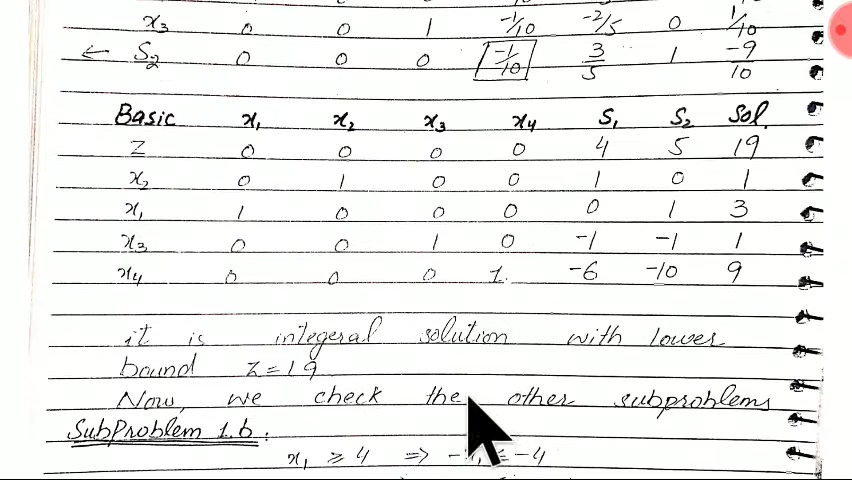 x₃ 0 0 1 -1/10 -2/5 0 1/10
← S₂ 0 0 0 -1/10 3/5 1 -9/10
Basic x₁ x₂ x₃ x₄ S₁ S₂ Sol.
Z 0 0 0 0 4 5 19
x₂ 0 1 0 0 1 0 1
x₁ 1 0 0 0 0 1 3
x₃ 0 0 1 0 -1 -1 1
x₄ 0 0 0 1 -6 -10 9
it is integeral solution with lower
bound Z=19
Now, we check the other subproblems
SubProblem 1.b:
x₁ ≥ 4 ⇒ -x₁ ≤ -4